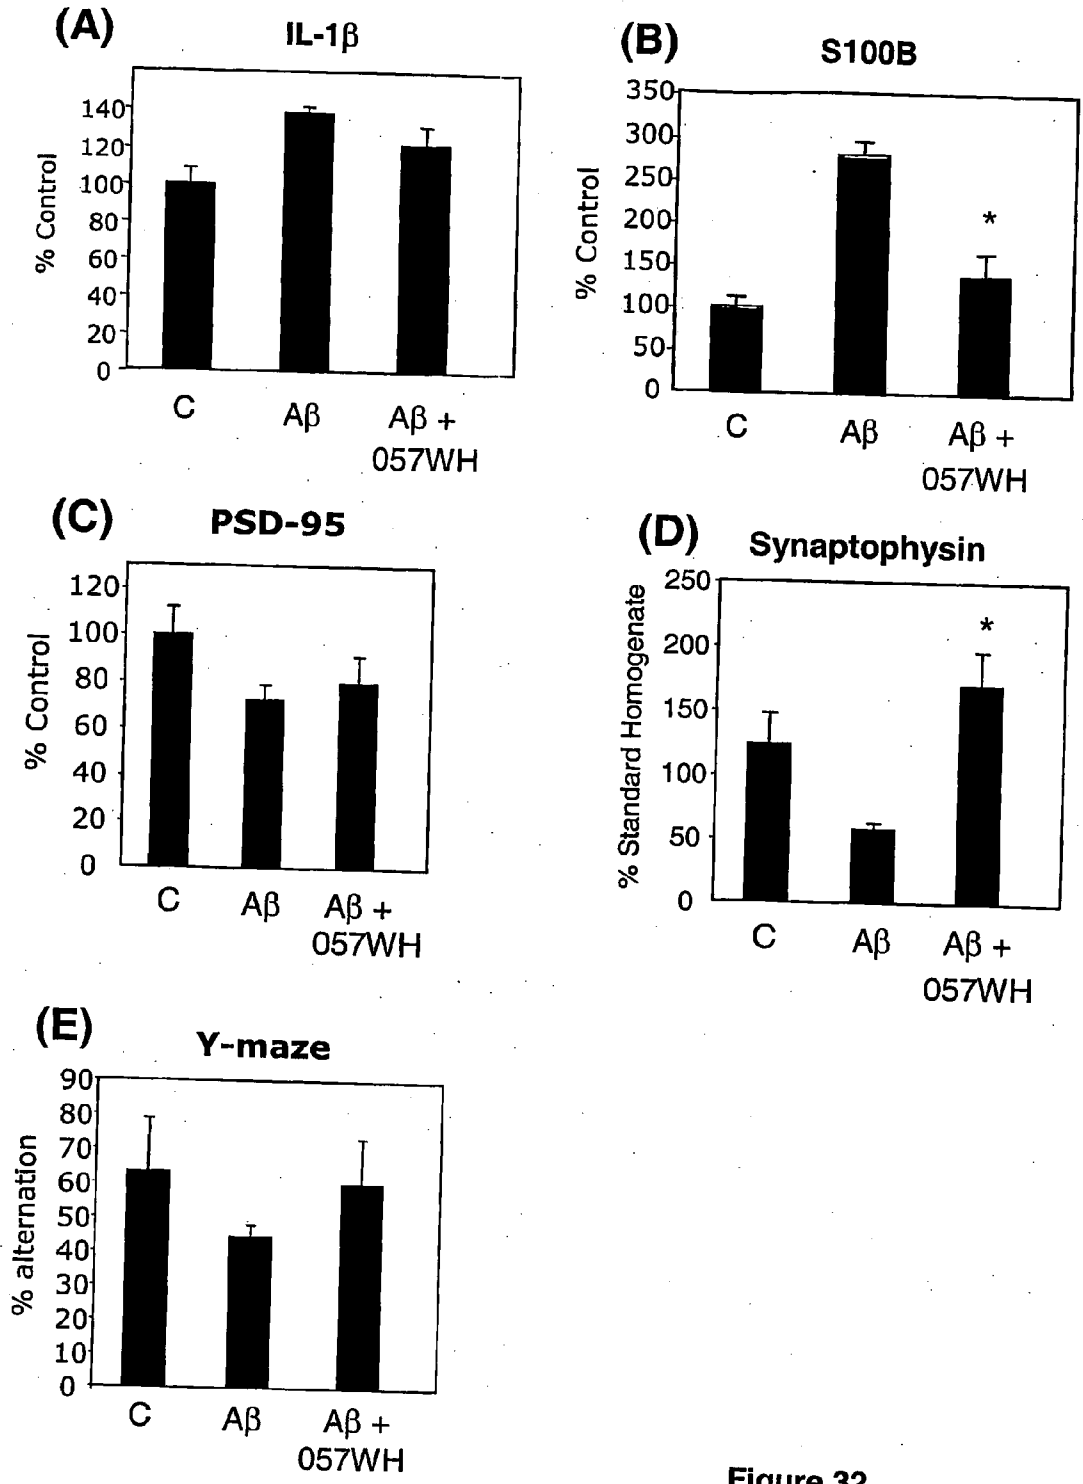 (A)
IL-1β
% Control
140
120
100
80
60
40
20
0
C
Aβ
Aβ +
057WH
(B)
S100B
% Control
350
300
250
200
150
100
50
0
*
C
Aβ
Aβ +
057WH
(C)
PSD-95
% Control
120
100
80
60
40
20
0
C
Aβ
Aβ +
057WH
(D)
Synaptophysin
% Standard Homogenate
250
200
150
100
50
0
*
C
Aβ
Aβ +
057WH
(E)
Y-maze
% alternation
90
80
70
60
50
40
30
20
10
0
C
Aβ
Aβ +
057WH
Figure 32